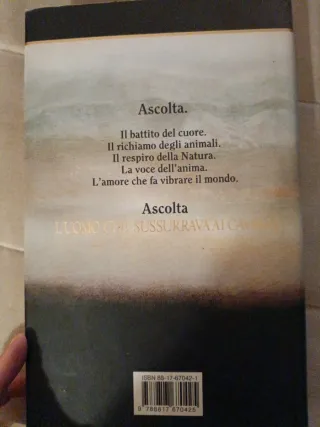 Ascolta.
Il battito del cuore.
Il richiamo degli animali.
Il respiro della Natura.
La voce dell'anima.
L'amore che fa vibrare il mondo.
Ascolta
L'UOMO CHE SUSSURRAVA AI
ISBN 88-17-67042-1
9 788817 670425